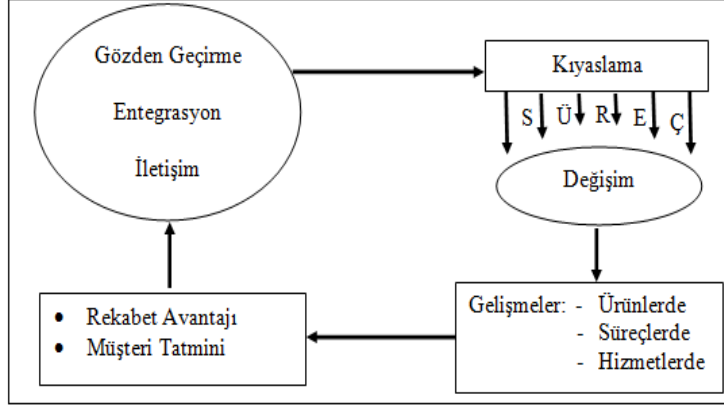 Gözden Geçirme
Entegrasyon
İletişim
Kıyaslama
S Ü R E Ç
Değişim
Gelişmeler: - Ürünlerde
- Süreçlerde
- Hizmetlerde
• Rekabet Avantajı
• Müşteri Tatmini